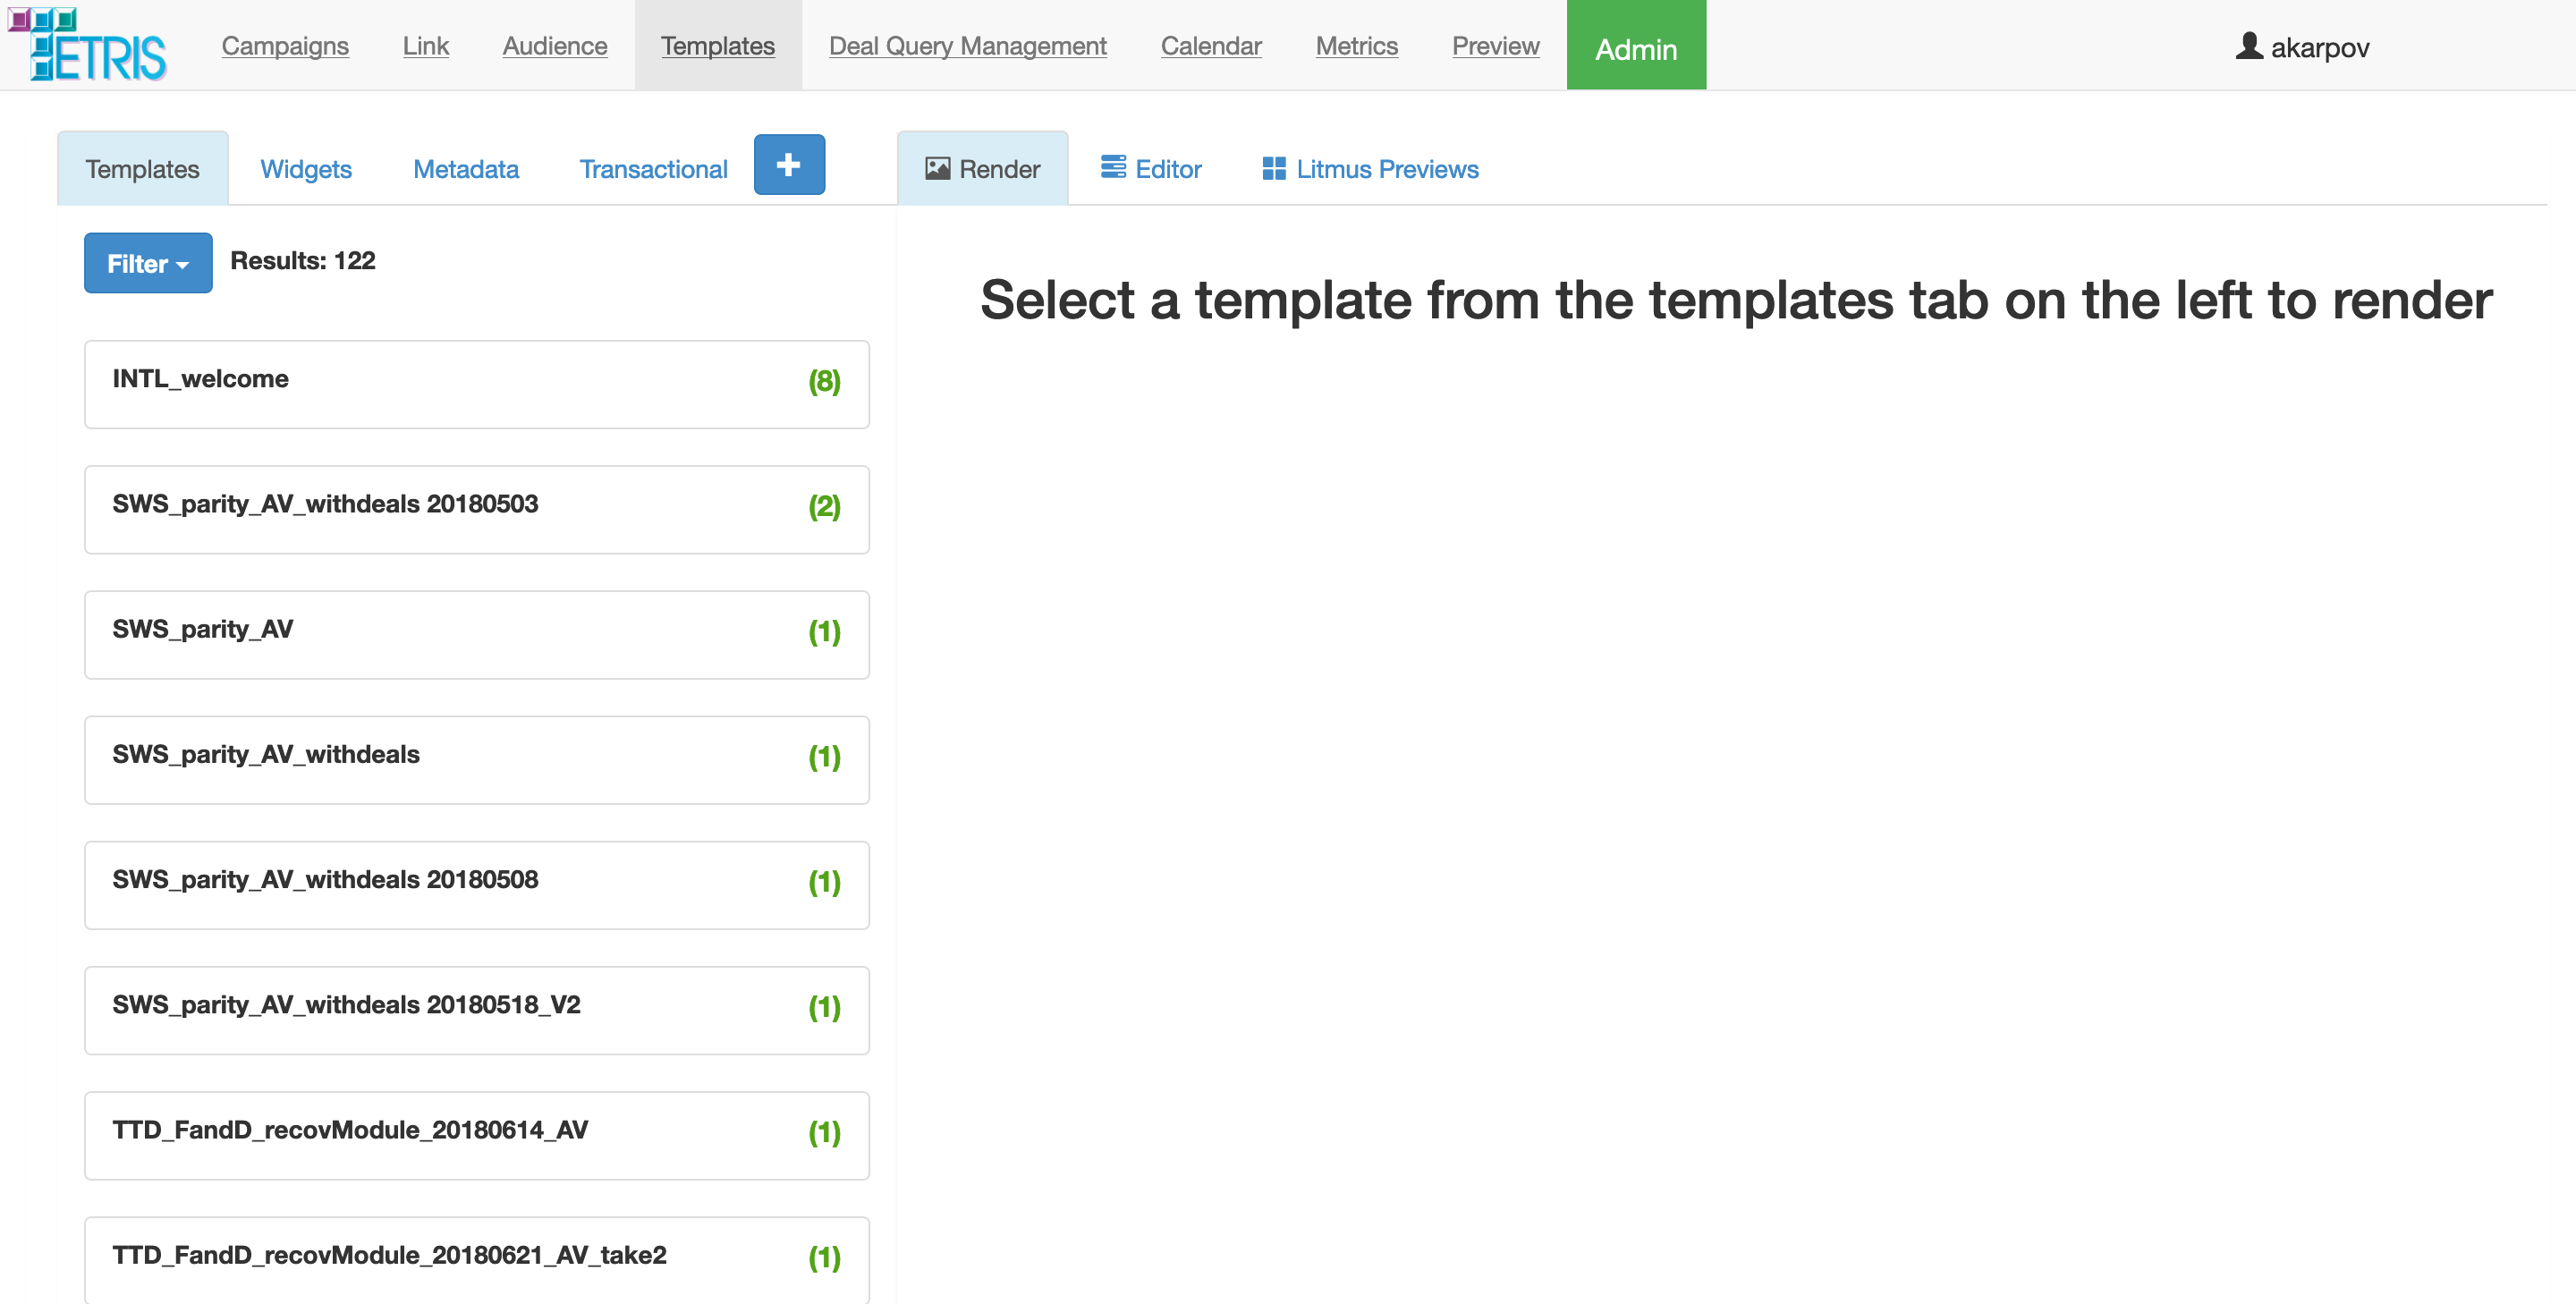 TETRIS Campaigns Link Audience Templates Deal Query Management Calendar Metrics Preview Admin akarpov
Templates Widgets Metadata Transactional + Render Editor Litmus Previews
Filter Results: 122
Select a template from the templates tab on the left to render
INTL_welcome (8)
SWS_parity_AV_withdeals 20180503 (2)
SWS_parity_AV (1)
SWS_parity_AV_withdeals (1)
SWS_parity_AV_withdeals 20180508 (1)
SWS_parity_AV_withdeals 20180518_V2 (1)
TTD_FandD_recovModule_20180614_AV (1)
TTD_FandD_recovModule_20180621_AV_take2 (1)